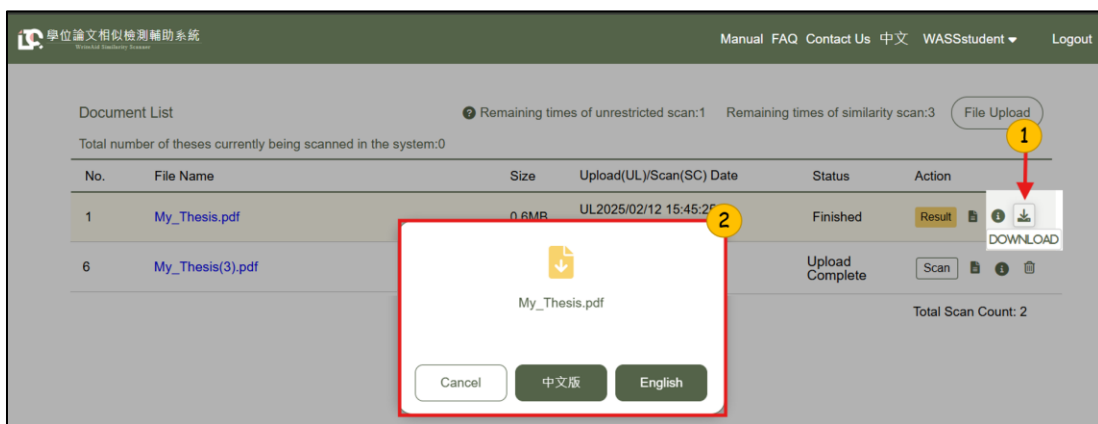 學位論文相似檢測輔助系統
Manual FAQ Contact Us 中文 WASSstudent Logout
Document List
Remaining times of unrestricted scan:1 Remaining times of similarity scan:3 File Upload
1
Total number of theses currently being scanned in the system:0
No. File Name Size Upload(UL)/Scan(SC) Date Status Action
1 My_Thesis.pdf 0.6MB UL2025/02/12 15:45:25 Finished Result
2
DOWNLOAD
6 My_Thesis(3).pdf Upload Complete Scan
My_Thesis.pdf
Total Scan Count: 2
Cancel 中文版 English